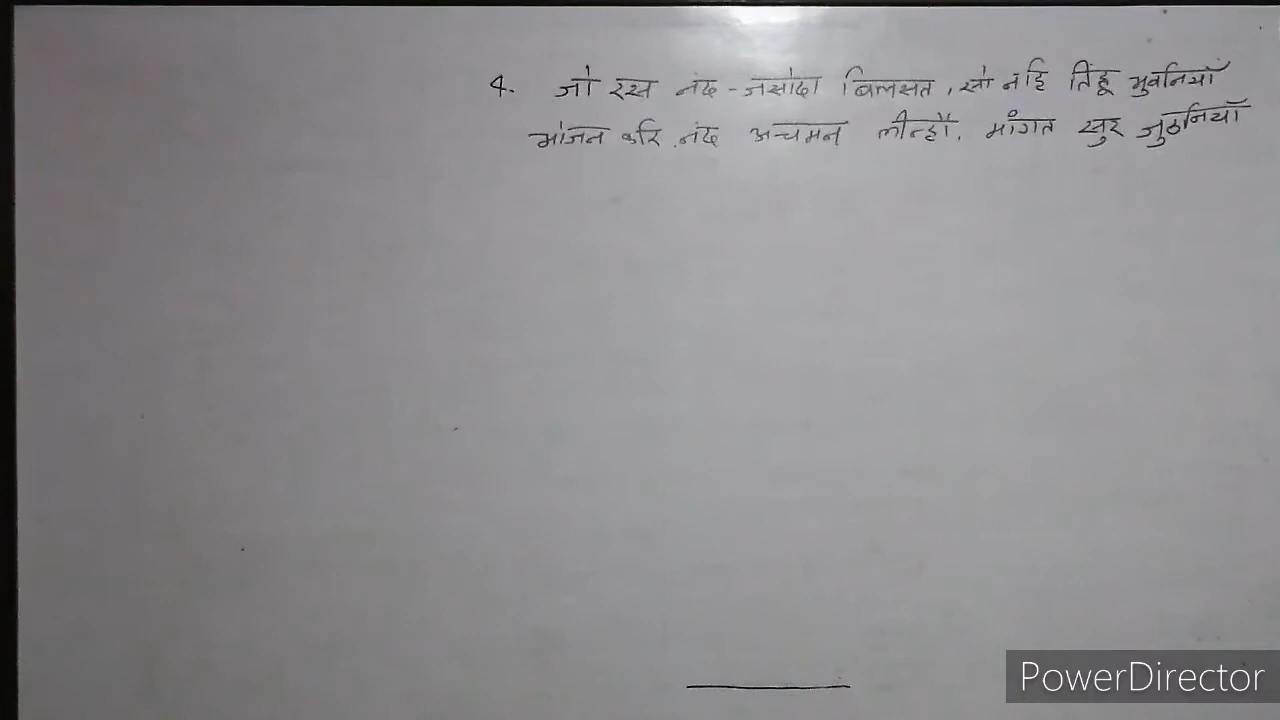 4. जो रस नंद-जसोदा बिलसत, सो नहि तिहू भुवनियाँ
भोजन करि नंद अचमन लीन्हौं, माँगत सुर जुठनियाँ
PowerDirector